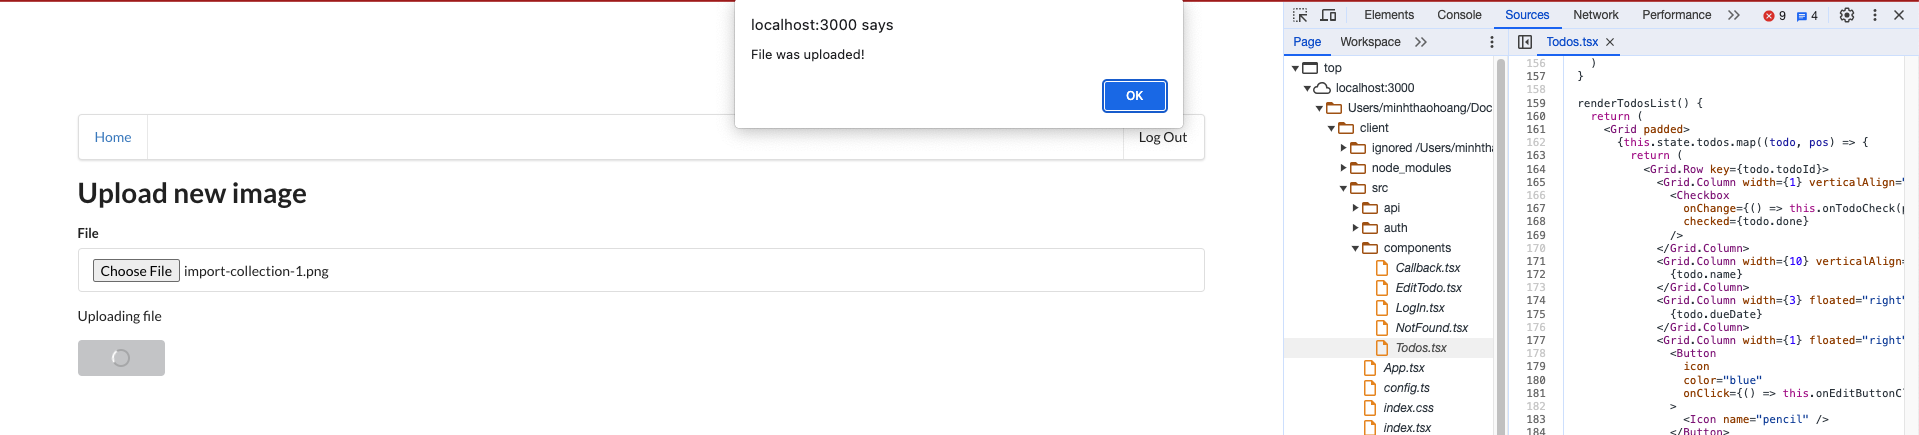 localhost:3000 says
File was uploaded!
OK
Home
Log Out
Upload new image
File
Choose File import-collection-1.png
Uploading file
Elements Console Sources Network Performance 9 4
Page Workspace
Todos.tsx
top
localhost:3000
Users/minhthaohoang/Doc
client
ignored /Users/minhtha
node_modules
src
api
auth
components
Callback.tsx
EditTodo.tsx
LogIn.tsx
NotFound.tsx
Todos.tsx
App.tsx
config.ts
index.css
index.tsx
156 )
157 }
158
159 renderTodosList() {
160 return (
161 <Grid padded>
162 {this.state.todos.map((todo, pos) => {
163 return (
164 <Grid.Row key={todo.todoId}>
165 <Grid.Column width={1} verticalAlign="
166 <Checkbox
167 onChange={() => this.onTodoCheck(p
168 checked={todo.done}
169 />
170 </Grid.Column>
171 <Grid.Column width={10} verticalAlign=
172 {todo.name}
173 </Grid.Column>
174 <Grid.Column width={3} floated="right"
175 {todo.dueDate}
176 </Grid.Column>
177 <Grid.Column width={1} floated="right"
178 <Button
179 icon
180 color="blue"
181 onClick={() => this.onEditButtonCl
182 >
183 <Icon name="pencil" />
184 </Button>